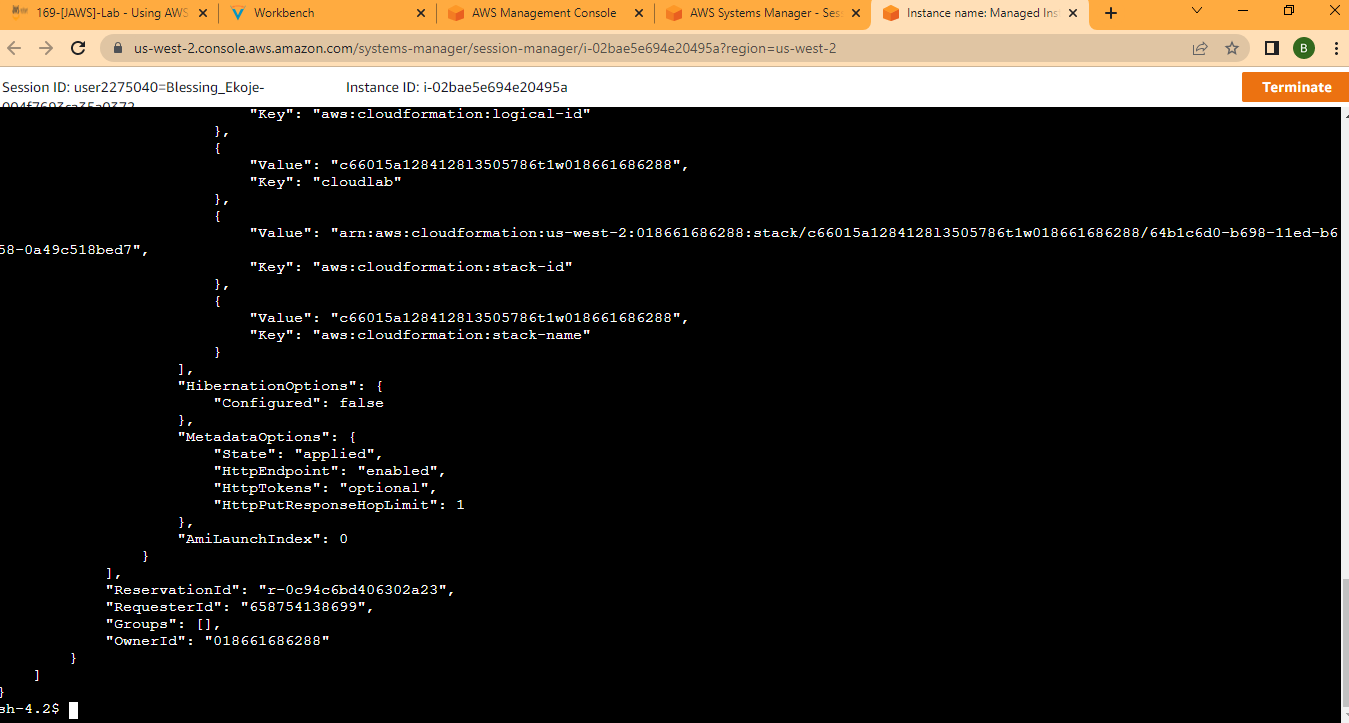 169-[JAWS]-Lab - Using AWS
Workbench
AWS Management Console
AWS Systems Manager - Ses
Instance name: Managed Ins
us-west-2.console.aws.amazon.com/systems-manager/session-manager/i-02bae5e694e20495a?region=us-west-2
B
Session ID: user2275040=Blessing_Ekoje-
Instance ID: i-02bae5e694e20495a
Terminate
"Key": "aws:cloudformation:logical-id"
},
{
"Value": "c66015a1284128l3505786t1w018661686288",
"Key": "cloudlab"
},
{
"Value": "arn:aws:cloudformation:us-west-2:018661686288:stack/c66015a1284128l3505786t1w018661686288/64b1c6d0-b698-11ed-b6
58-0a49c518bed7",
"Key": "aws:cloudformation:stack-id"
},
{
"Value": "c66015a1284128l3505786t1w018661686288",
"Key": "aws:cloudformation:stack-name"
}
],
"HibernationOptions": {
"Configured": false
},
"MetadataOptions": {
"State": "applied",
"HttpEndpoint": "enabled",
"HttpTokens": "optional",
"HttpPutResponseHopLimit": 1
},
"AmiLaunchIndex": 0
}
],
"ReservationId": "r-0c94c6bd406302a23",
"RequesterId": "658754138699",
"Groups": [],
"OwnerId": "018661686288"
}
]
}
sh-4.2$